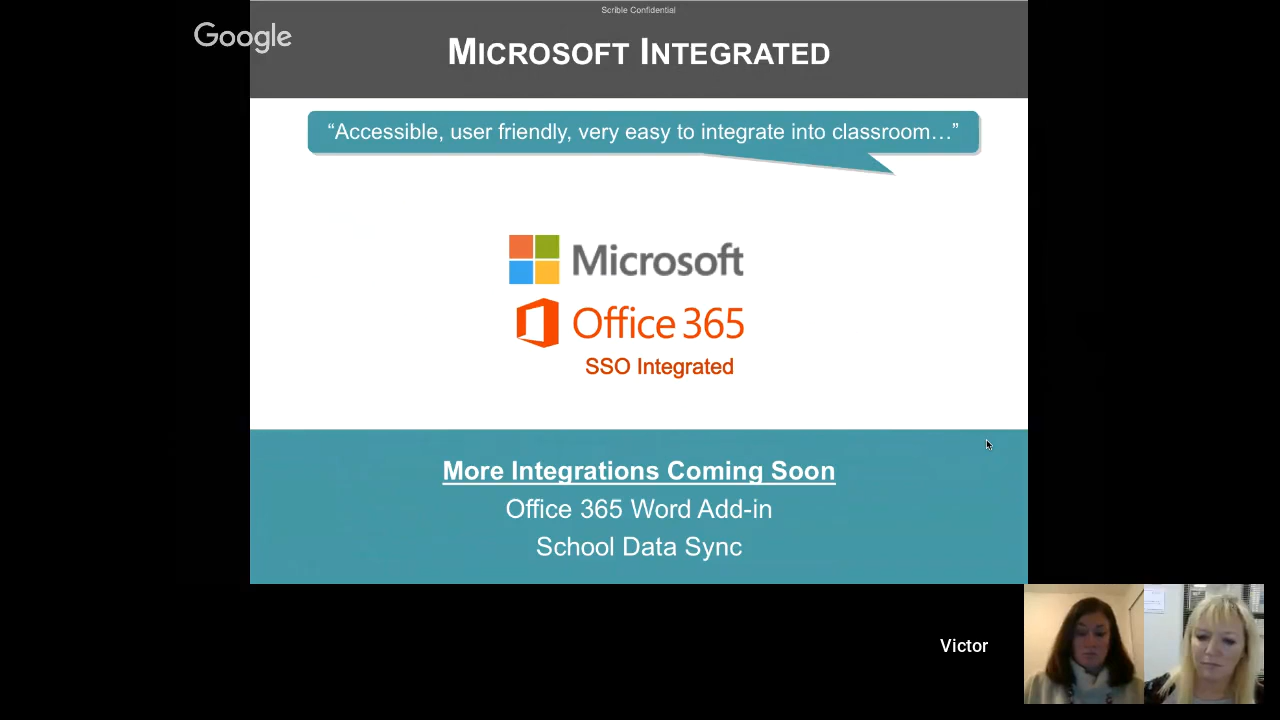 Scrible Confidential
Google
MICROSOFT INTEGRATED
“Accessible, user friendly, very easy to integrate into classroom…”
Microsoft
Office 365
SSO Integrated
More Integrations Coming Soon
Office 365 Word Add-in
School Data Sync
Victor